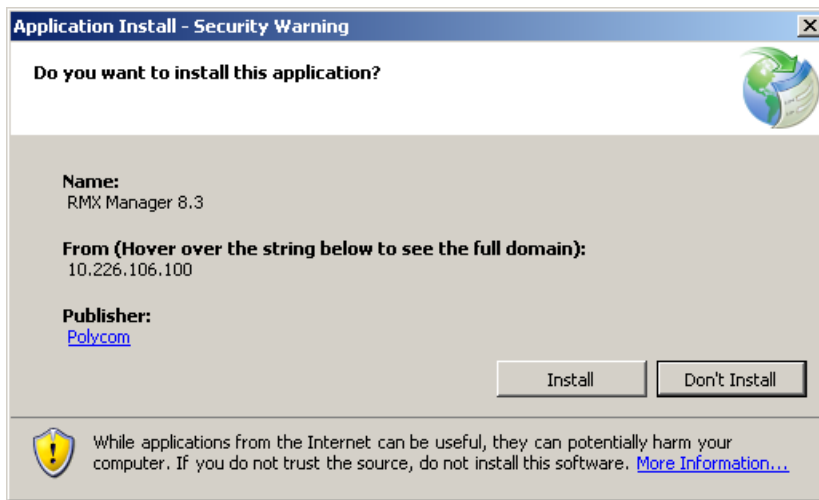 Application Install - Security Warning
Do you want to install this application?
Name:
RMX Manager 8.3
From (Hover over the string below to see the full domain):
10.226.106.100
Publisher:
Polycom
Install
Don't Install
While applications from the Internet can be useful, they can potentially harm your
computer. If you do not trust the source, do not install this software. More Information...